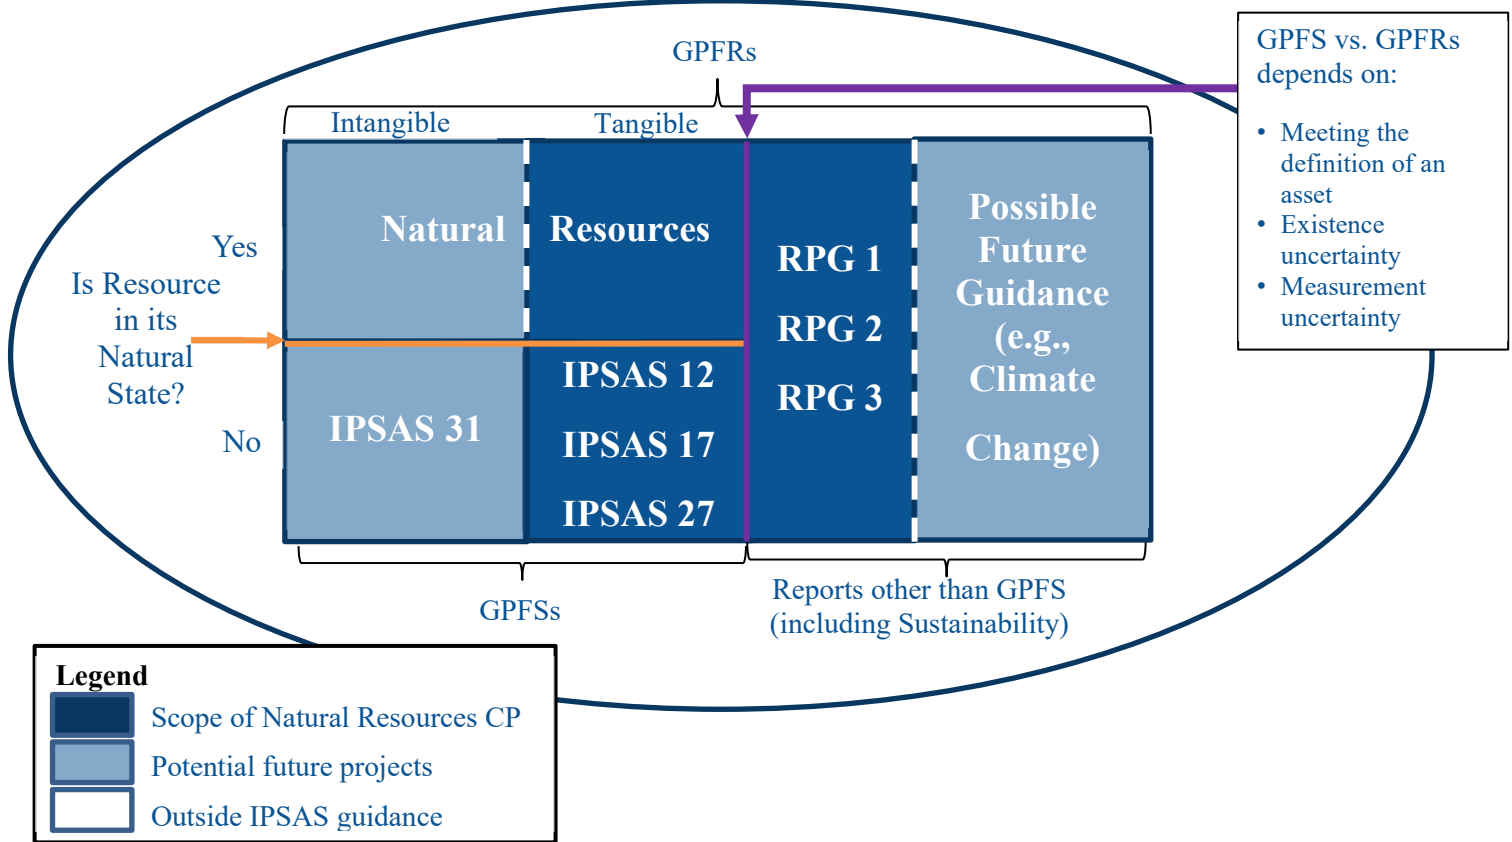 GPFRs
GPFS vs. GPFRs
depends on:
• Meeting the
definition of an
asset
• Existence
uncertainty
• Measurement
uncertainty
Intangible
Tangible
Natural
Resources
Yes
Is Resource
in its
Natural
State?
No
IPSAS 31
IPSAS 12
IPSAS 17
IPSAS 27
RPG 1
RPG 2
RPG 3
Possible
Future
Guidance
(e.g.,
Climate
Change)
GPFSs
Reports other than GPFS
(including Sustainability)
Legend
Scope of Natural Resources CP
Potential future projects
Outside IPSAS guidance